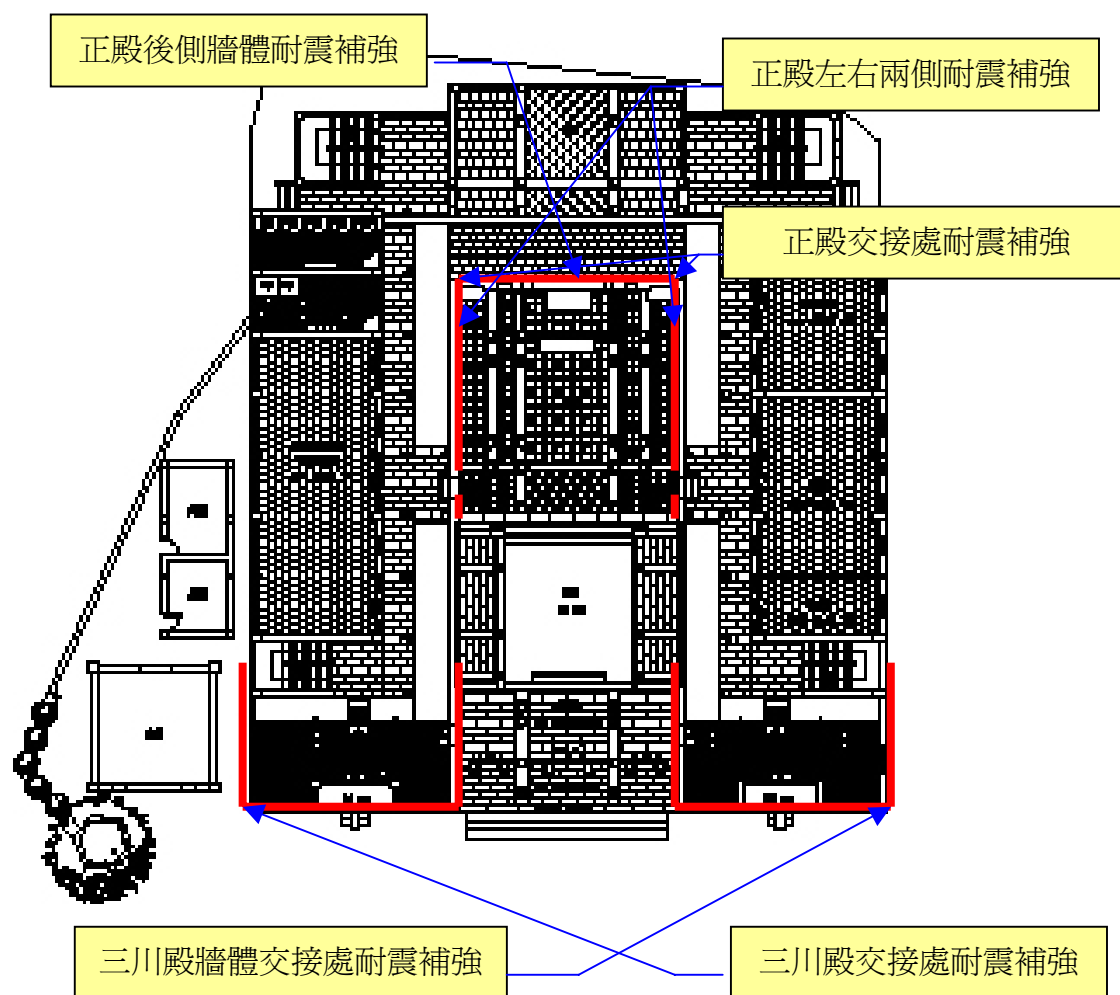 正殿後側牆體耐震補強
正殿左右兩側耐震補強
正殿交接處耐震補強
三川殿牆體交接處耐震補強
三川殿交接處耐震補強